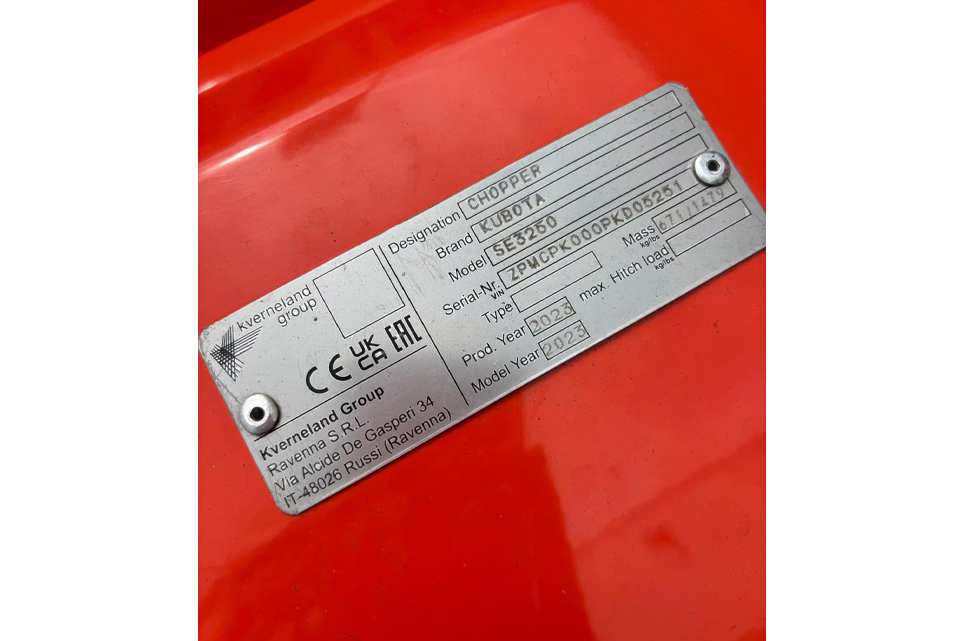 kverneland
group
CE UK CA EAC
Kverneland Group
Ravenna S.R.L.
Via Alcide De Gasperi 34
IT-48026 Russi (Ravenna)
Designation CHOPPER
Brand KUBOTA
Model SE3250
Serial-Nr. VIN ZPMCPK000PKD05251
Type Mass kg/lbs 671/1479
Prod. Year 2023 max. Hitch load kg/lbs
Model Year 2023